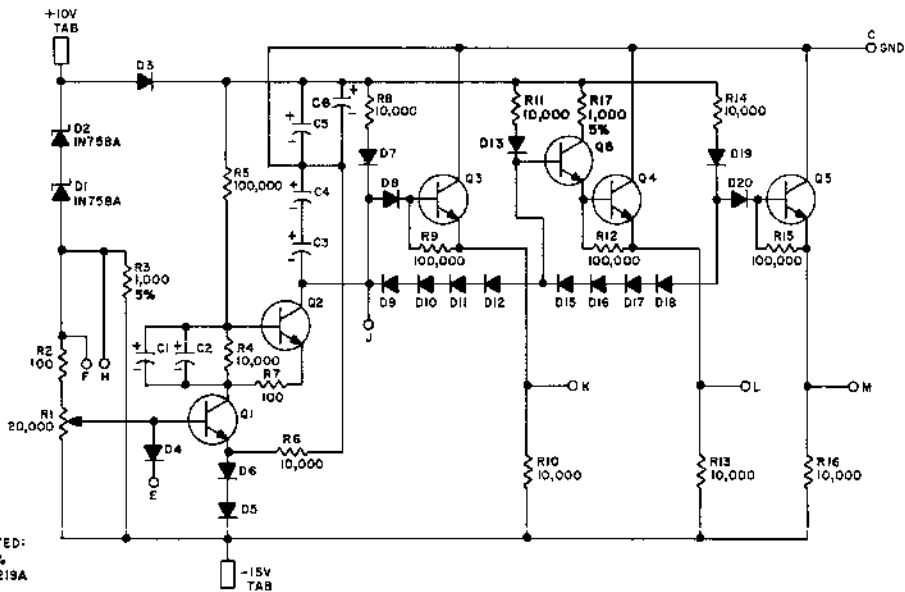 +10V
TAB
C
GND
D3
D2
1N758A
D1
1N758A
R3
1,000
5%
R5
100,000
C5
C6
C4
C3
R8
10,000
D7
D8
Q3
R9
100,000
R11
10,000
D13
R17
1,000
5%
Q6
Q4
R12
100,000
R14
10,000
D19
D20
Q5
R15
100,000
D9
D10
D11
D12
D15
D16
D17
D18
J
Q2
C1
C2
R4
10,000
R7
100
R2
100
F
H
R1
20,000
Q1
D4
E
R6
10,000
D6
D5
K
L
M
R10
10,000
R13
10,000
R16
10,000
TED:
%
219A
-15V
TAB
+
-
+
-
+
-
+
-
+
-
+
-